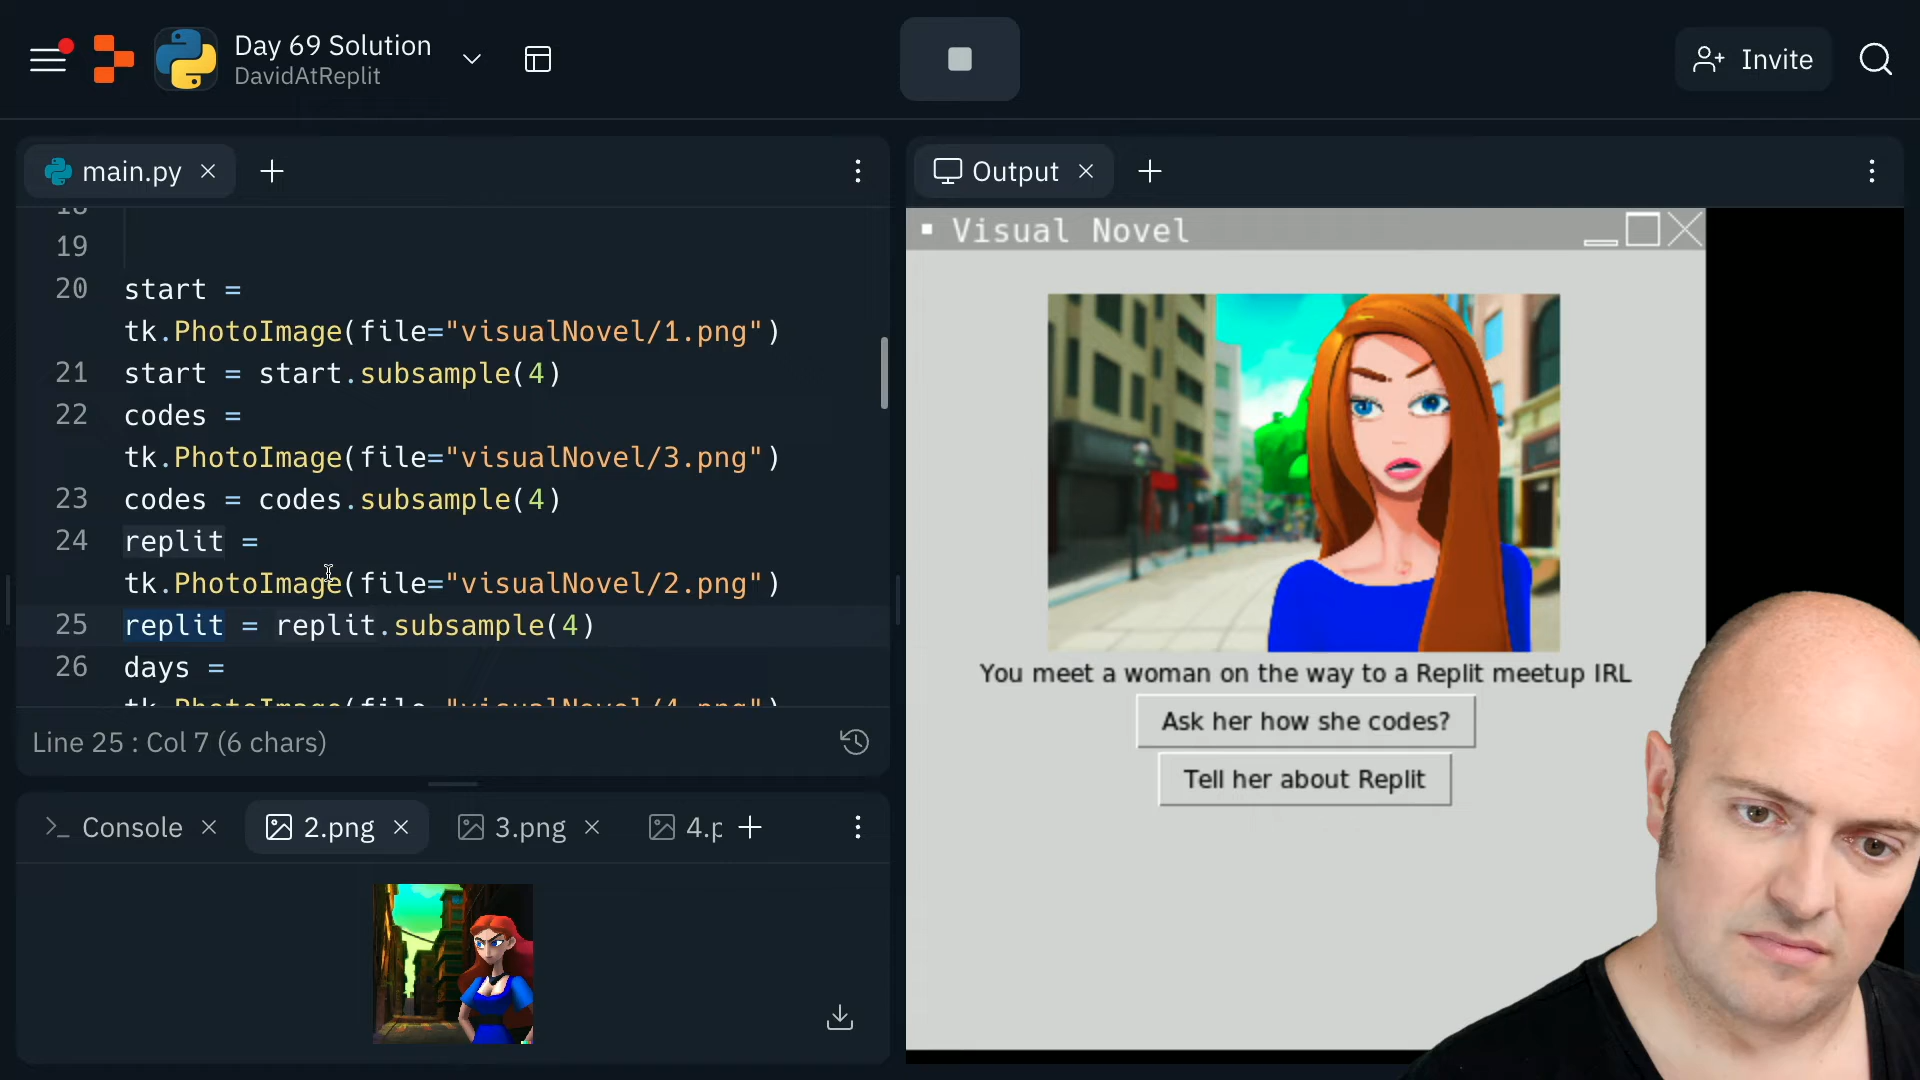 Day 69 Solution
DavidAtReplit
Invite
main.py
Output
18
19
20 start =
tk.PhotoImage(file="visualNovel/1.png")
21 start = start.subsample(4)
22 codes =
tk.PhotoImage(file="visualNovel/3.png")
23 codes = codes.subsample(4)
24 replit =
tk.PhotoImage(file="visualNovel/2.png")
25 replit = replit.subsample(4)
26 days =
tk.PhotoImage(file="visualNovel/4.png")
Line 25 : Col 7 (6 chars)
Console
2.png
3.png
4.p
Visual Novel
You meet a woman on the way to a Replit meetup IRL
Ask her how she codes?
Tell her about Replit